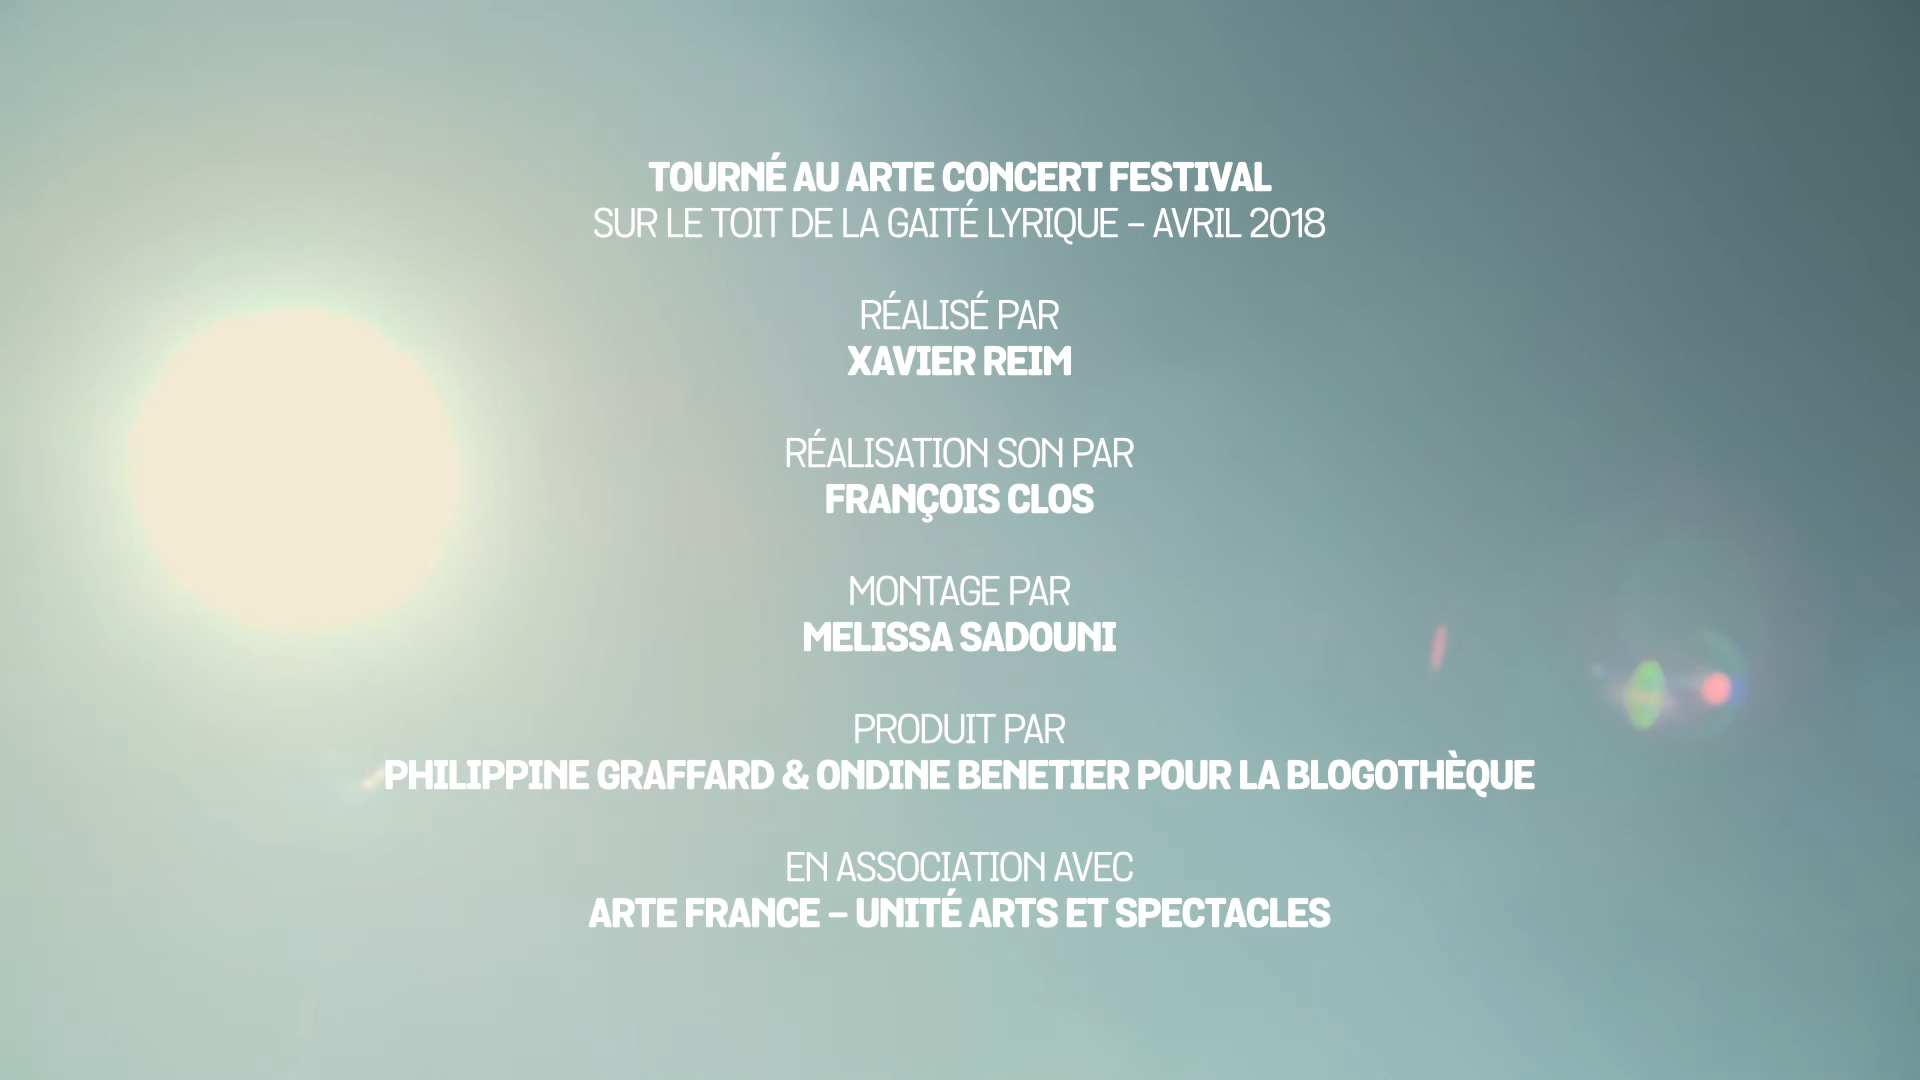 TOURNÉ AU ARTE CONCERT FESTIVAL
SUR LE TOIT DE LA GAITÉ LYRIQUE – AVRIL 2018
RÉALISÉ PAR
XAVIER REIM
RÉALISATION SON PAR
FRANÇOIS CLOS
MONTAGE PAR
MELISSA SADOUNI
PRODUIT PAR
PHILIPPINE GRAFFARD & ONDINE BENETIER POUR LA BLOGOTHÈQUE
EN ASSOCIATION AVEC
ARTE FRANCE – UNITÉ ARTS ET SPECTACLES